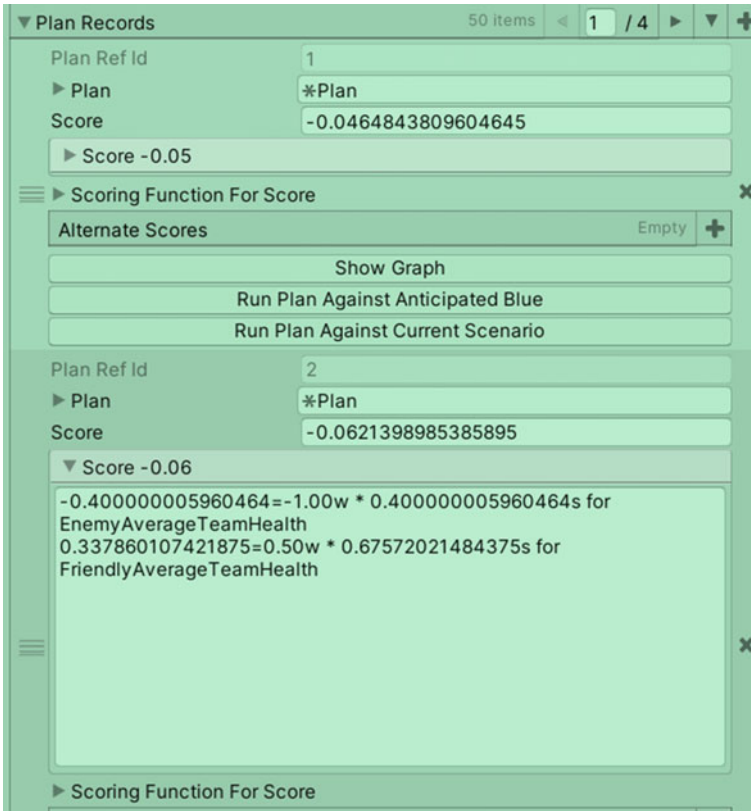 Plan Records 50 items 1 / 4
Plan Ref Id 1
Plan *Plan
Score -0.0464843809604645
Score -0.05
Scoring Function For Score
Alternate Scores Empty
Show Graph
Run Plan Against Anticipated Blue
Run Plan Against Current Scenario
Plan Ref Id 2
Plan *Plan
Score -0.0621398985385895
Score -0.06
-0.400000005960464=-1.00w * 0.400000005960464s for
EnemyAverageTeamHealth
0.337860107421875=0.50w * 0.67572021484375s for
FriendlyAverageTeamHealth
Scoring Function For Score